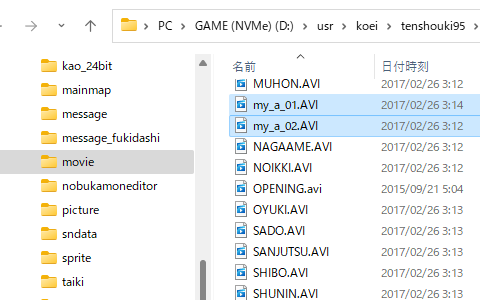 PC > GAME (NVMe) (D:) > usr > koei > tenshouki95
kao_24bit
mainmap
message
message_fukidashi
movie
nobukamoneditor
picture
sndata
sprite
taiki
名前 日付時刻
MUHON.AVI 2017/02/26 3:12
my_a_01.AVI 2017/02/26 3:14
my_a_02.AVI 2017/02/26 3:12
NAGAAME.AVI 2017/02/26 3:12
NOIKKI.AVI 2017/02/26 3:12
OPENING.avi 2015/09/21 5:04
OYUKI.AVI 2017/02/26 3:13
SADO.AVI 2017/02/26 3:13
SANJUTSU.AVI 2017/02/26 3:13
SHIBO.AVI 2017/02/26 3:13
SHUNIN.AVI 2017/02/26 3:13